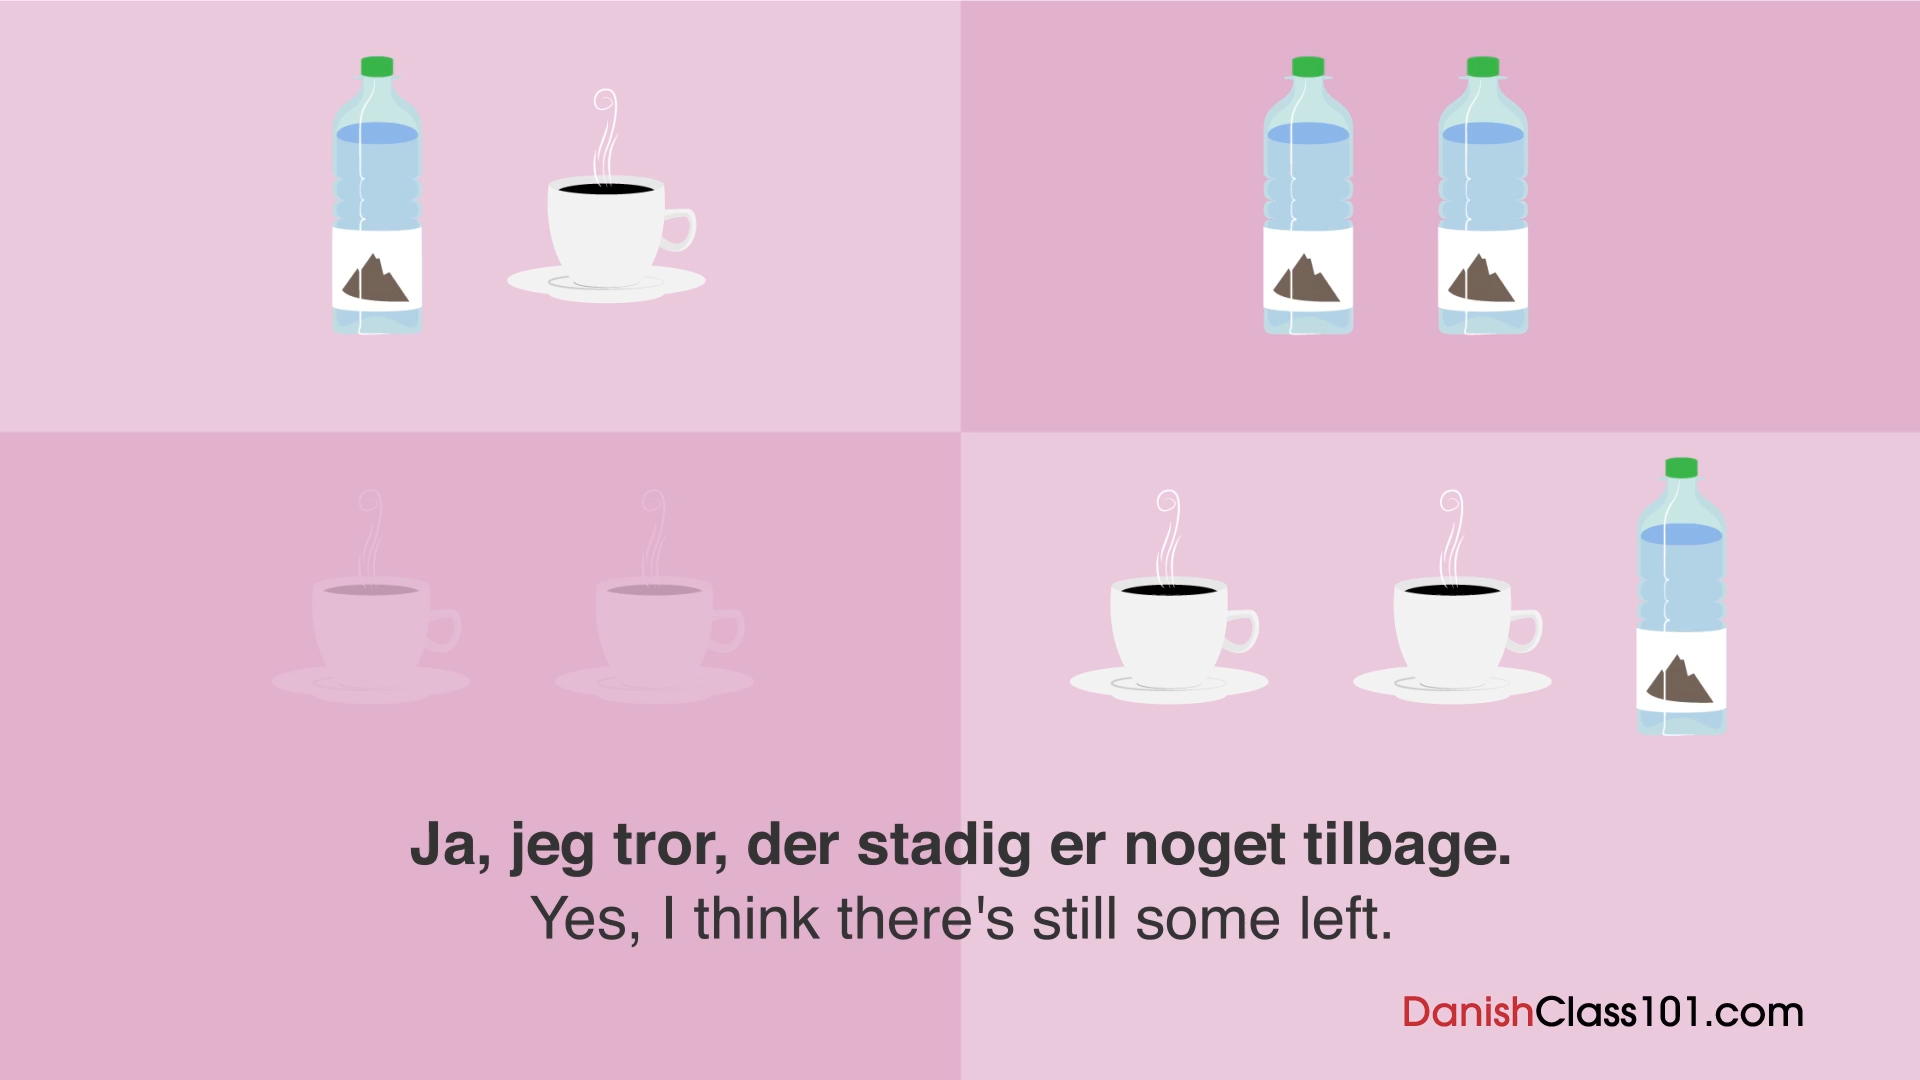 Ja, jeg tror, der stadig er noget tilbage.
Yes, I think there's still some left.
DanishClass101.com